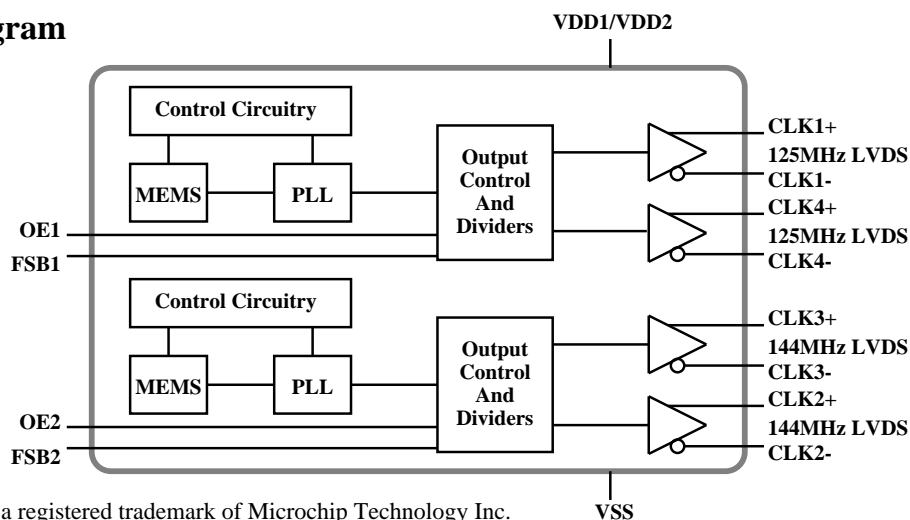 gram
VDD1/VDD2
Control Circuitry
MEMS
PLL
Output
Control
And
Dividers
CLK1+
125MHz LVDS
CLK1-
CLK4+
125MHz LVDS
CLK4-
OE1
FSB1
Control Circuitry
MEMS
PLL
Output
Control
And
Dividers
CLK3+
144MHz LVDS
CLK3-
CLK2+
144MHz LVDS
CLK2-
OE2
FSB2
a registered trademark of Microchip Technology Inc.
VSS